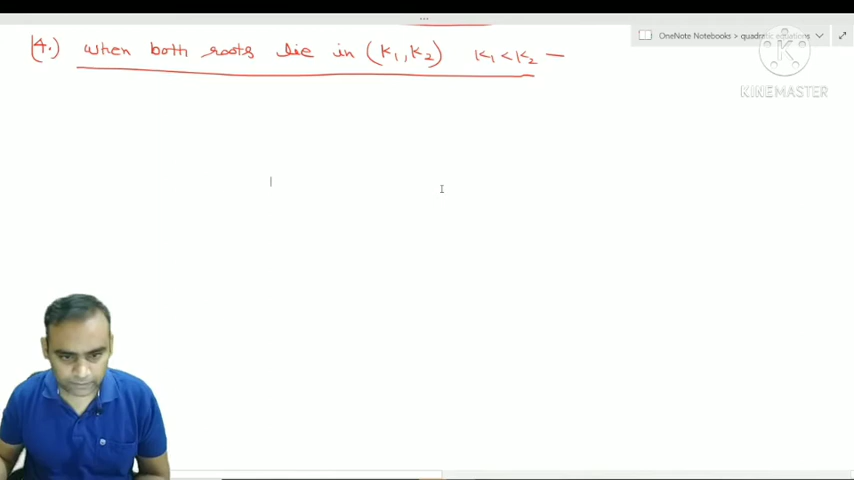 (4.) when both roots lie in (K₁,K₂) K₁<K₂ —
OneNote Notebooks > quadratic equations
K
KINEMASTER